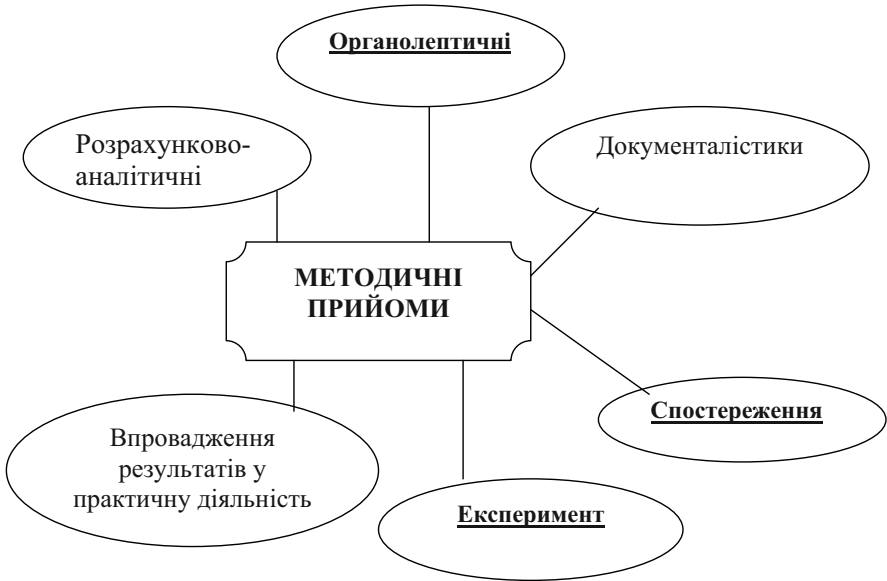 Органолептичні
Розрахунково-
аналітичні
Документалістики
МЕТОДИЧНІ
ПРИЙОМИ
Спостереження
Впровадження
результатів у
практичну діяльність
Експеримент